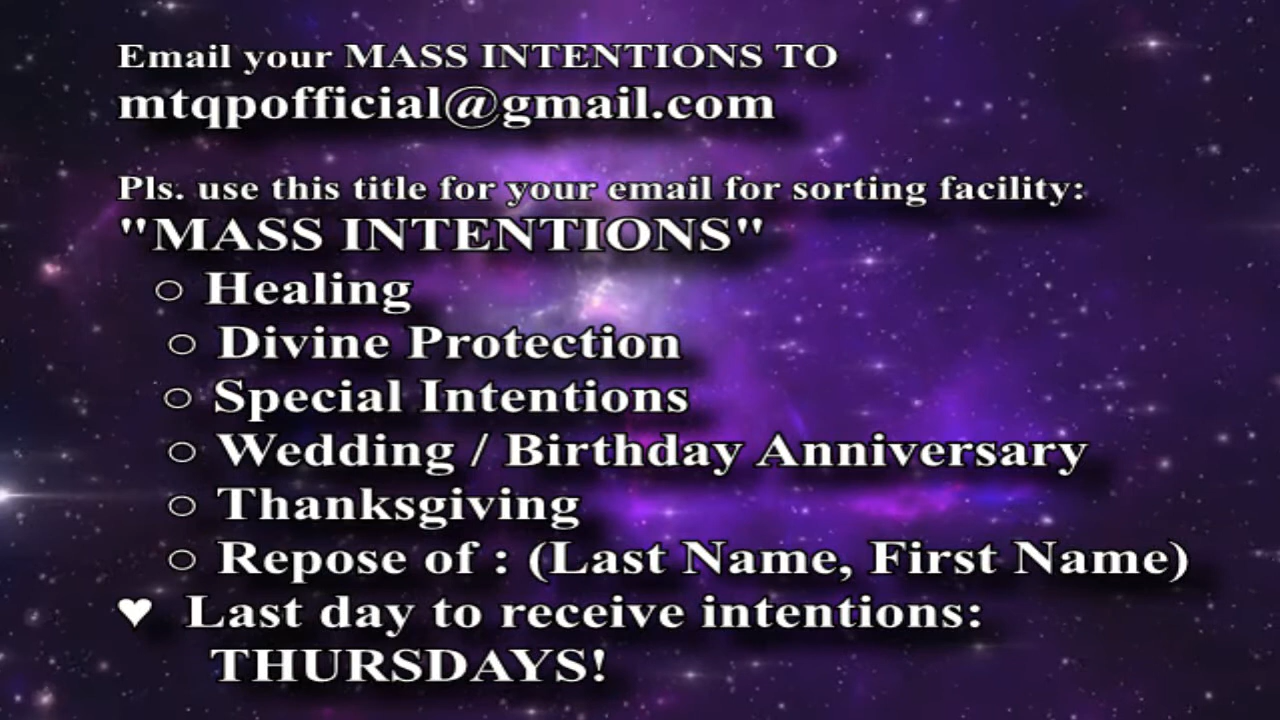 Email your MASS INTENTIONS TO
mtqpofficial@gmail.com
Pls. use this title for your email for sorting facility:
"MASS INTENTIONS"
○ Healing
○ Divine Protection
○ Special Intentions
○ Wedding / Birthday Anniversary
○ Thanksgiving
○ Repose of : (Last Name, First Name)
♥ Last day to receive intentions:
THURSDAYS!